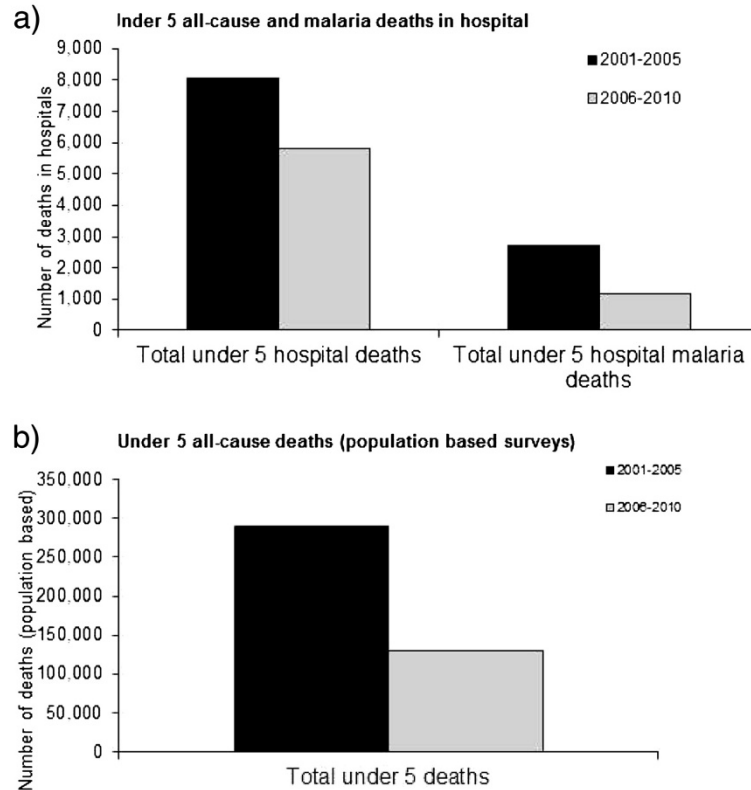 a)
Under 5 all-cause and malaria deaths in hospital
9,000
8,000
7,000
6,000
5,000
4,000
3,000
2,000
1,000
0
Number of deaths in hospitals
2001-2005
2006-2010
Total under 5 hospital deaths
Total under 5 hospital malaria
deaths
b)
Under 5 all-cause deaths (population based surveys)
350,000
300,000
250,000
200,000
150,000
100,000
50,000
0
Number of deaths (population based)
2001-2005
2006-2010
Total under 5 deaths